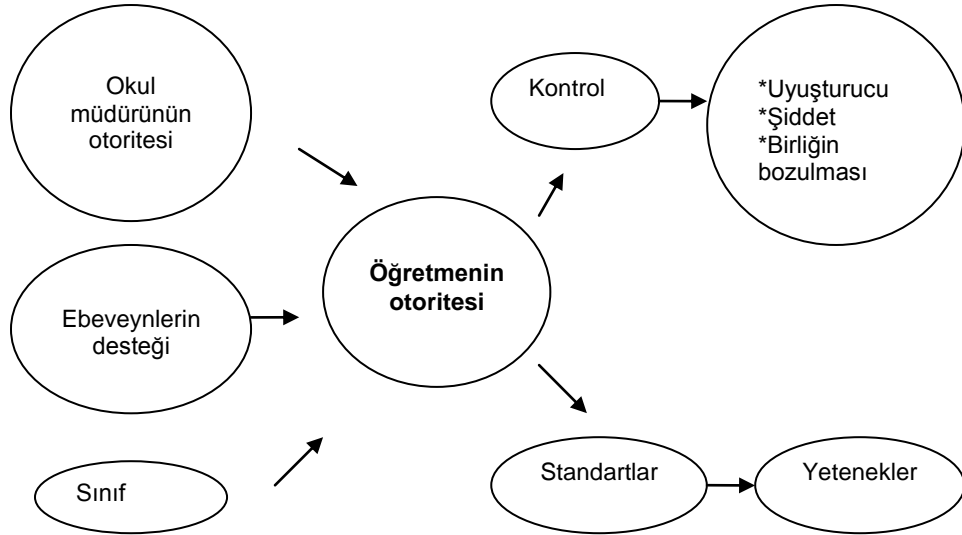 Okul
müdürünün
otoritesi
Kontrol
*Uyuşturucu
*Şiddet
*Birliğin
bozulması
Öğretmenin
otoritesi
Ebeveynlerin
desteği
Sınıf
Standartlar
Yetenekler